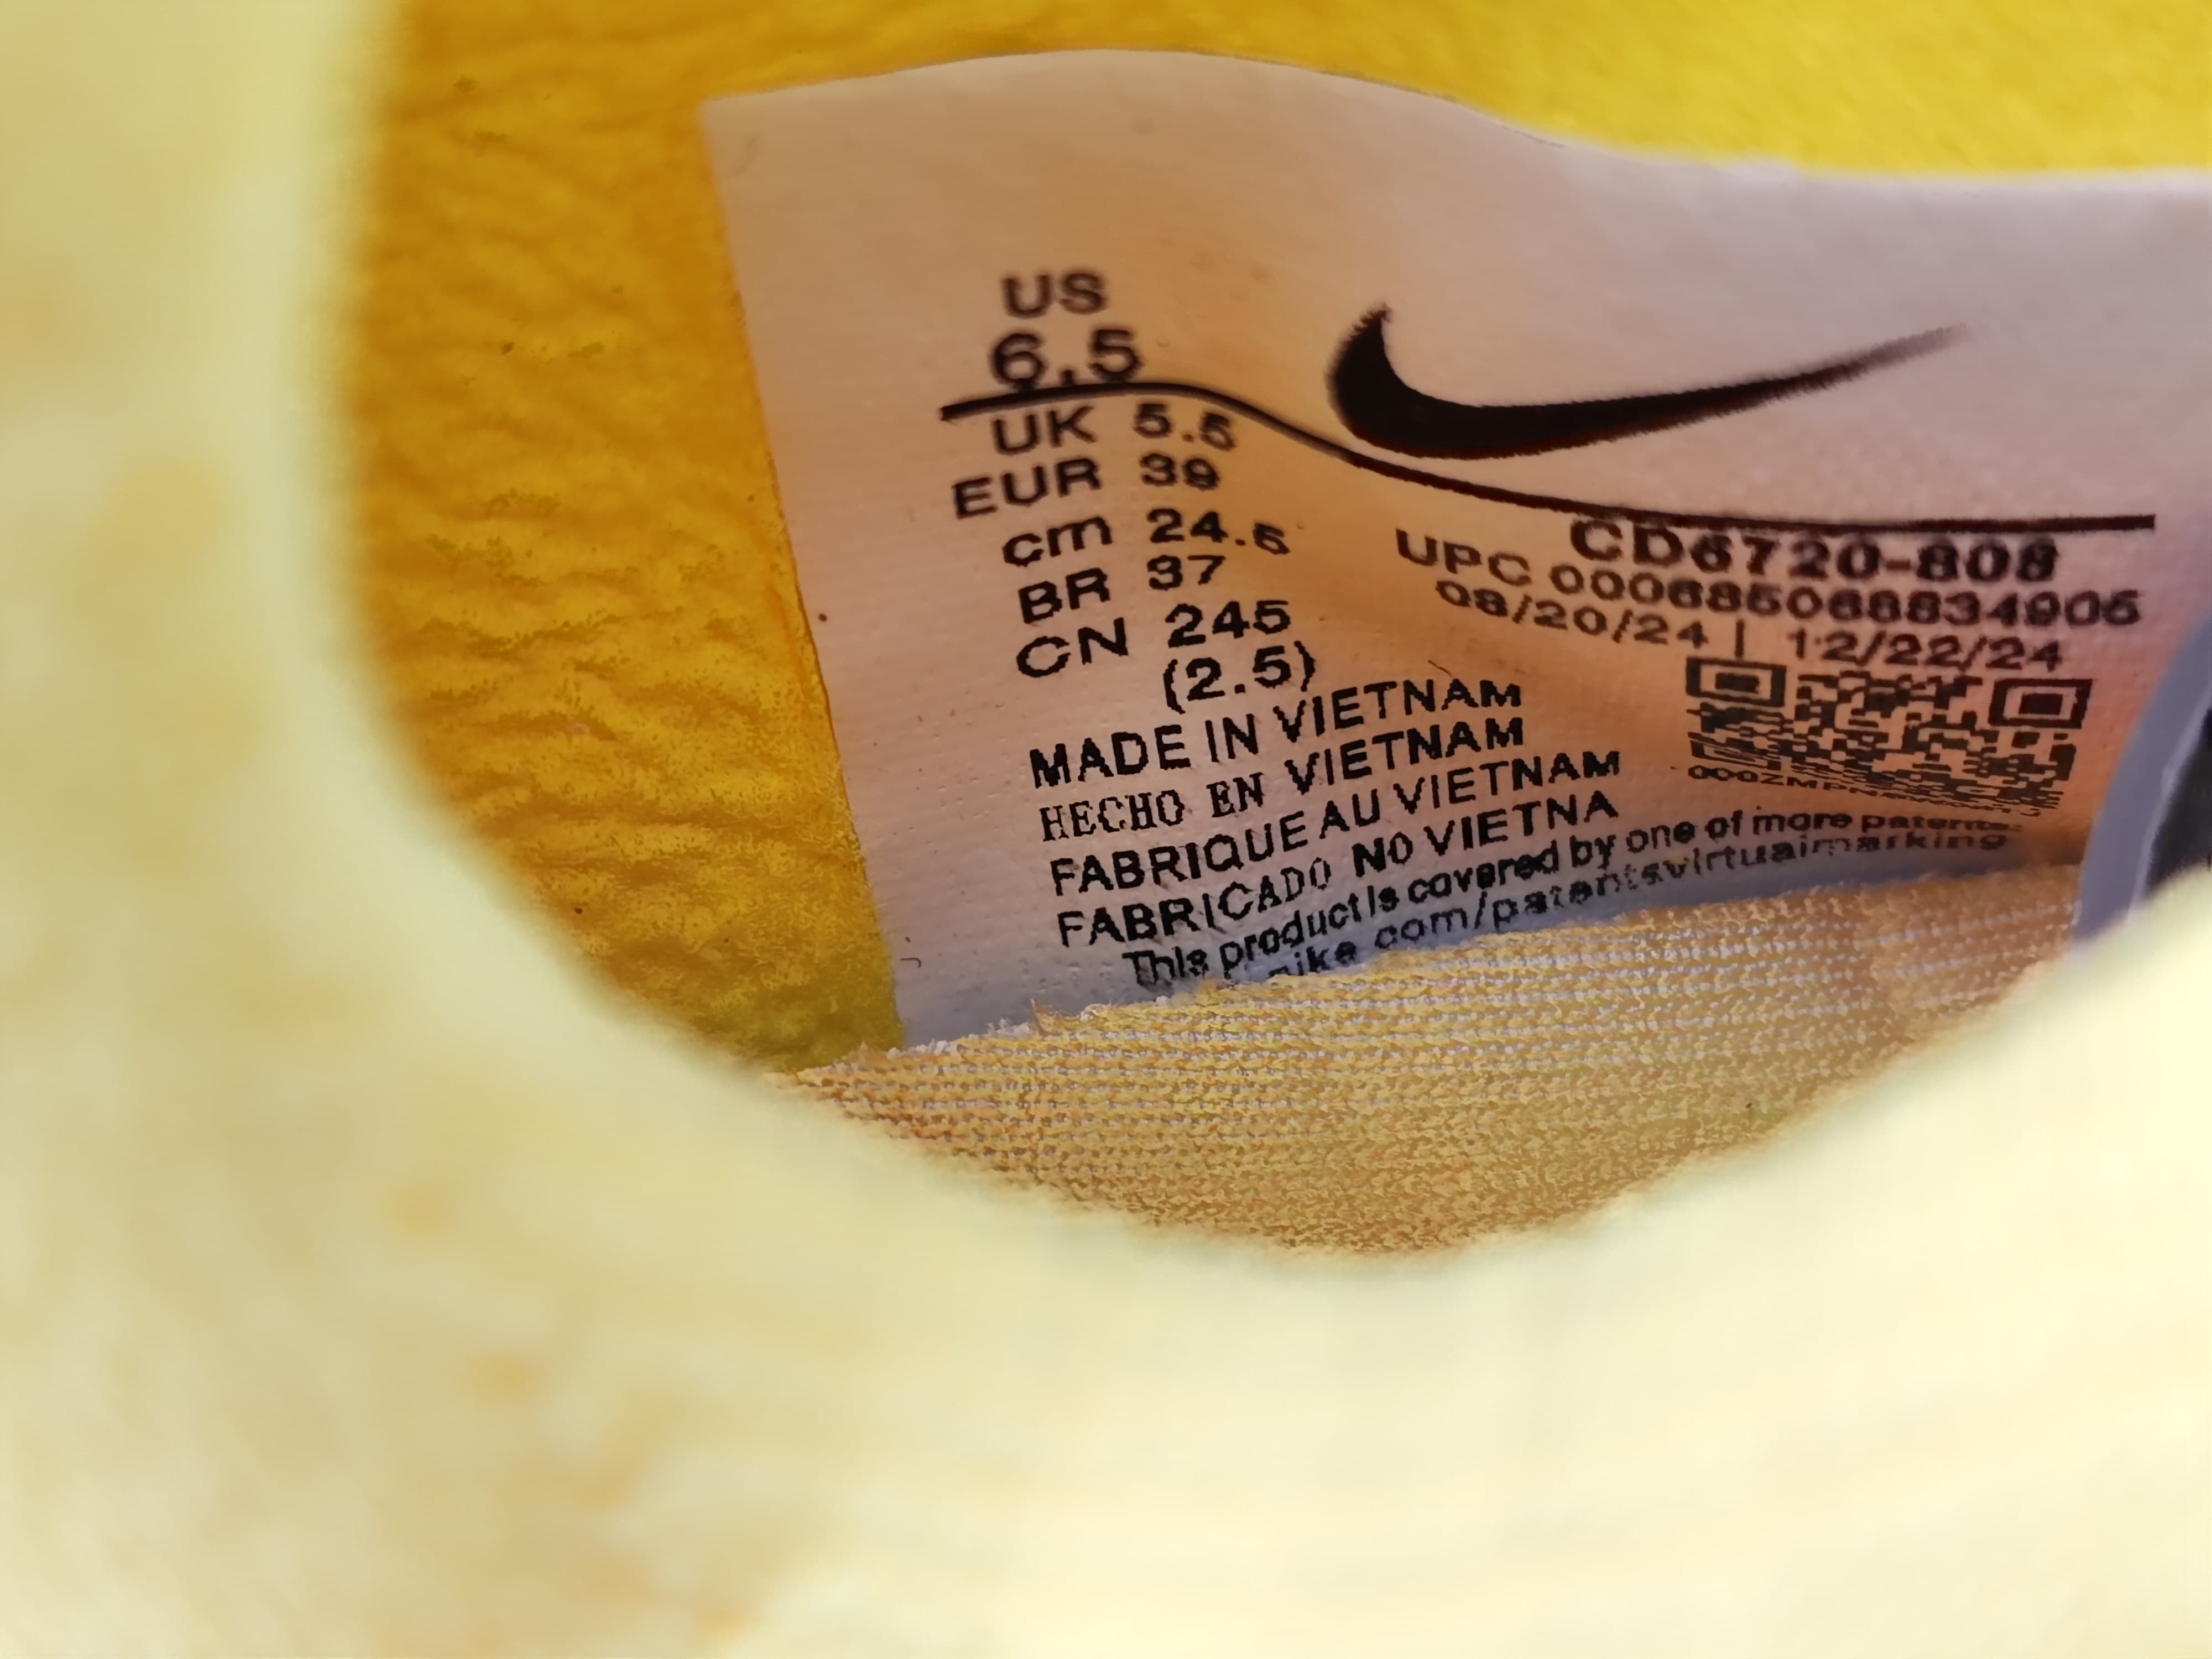 US
6.5
UK 5.5
EUR 39
cm 24.5
BR 37
CN 245
(2.5)
CD6720-808
UPC 000685068834905
08/20/24 | 12/22/24
MADE IN VIETNAM
HECHO EN VIETNAM
FABRIQUE AU VIETNAM
FABRICADO NO VIETNA
This product is covered by one of more patents.
nike.com/patentsvirtualmarking